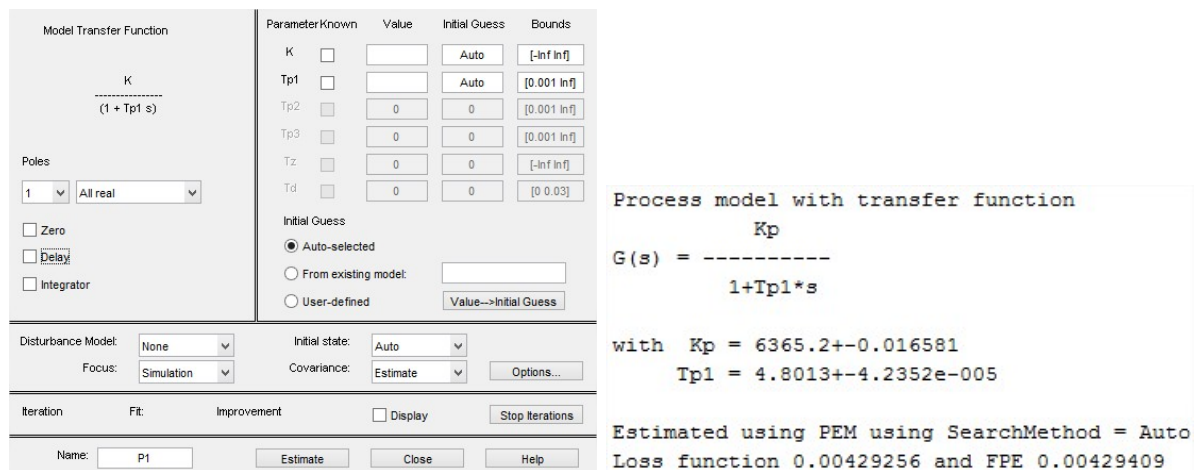 Model Transfer Function
K
----------------
(1 + Tp1 s)
Poles
1 All real
Zero
Delay
Integrator
Parameter Known Value Initial Guess Bounds
K Auto [-Inf Inf]
Tp1 Auto [0.001 Inf]
Tp2 0 0 [0.001 Inf]
Tp3 0 0 [0.001 Inf]
Tz 0 0 [-Inf Inf]
Td 0 0 [0 0.03]
Initial Guess
Auto-selected
From existing model:
User-defined Value-->Initial Guess
Disturbance Model: None Initial state: Auto
Focus: Simulation Covariance: Estimate Options...
Iteration Fit: Improvement Display Stop Iterations
Name: P1 Estimate Close Help
Process model with transfer function
Kp
G(s) = ----------
1+Tp1*s
with Kp = 6365.2+-0.016581
Tp1 = 4.8013+-4.2352e-005
Estimated using PEM using SearchMethod = Auto
Loss function 0.00429256 and FPE 0.00429409